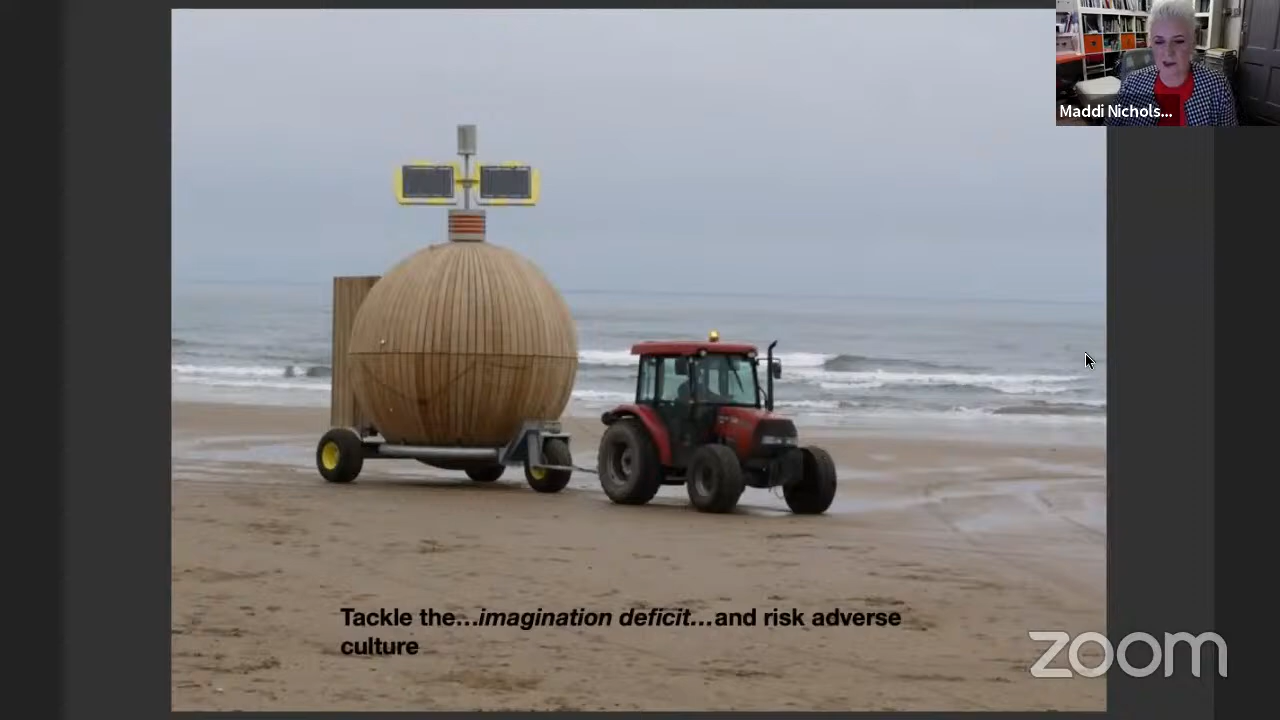 Maddi Nichols...
Tackle the...imagination deficit...and risk adverse
culture
zoom